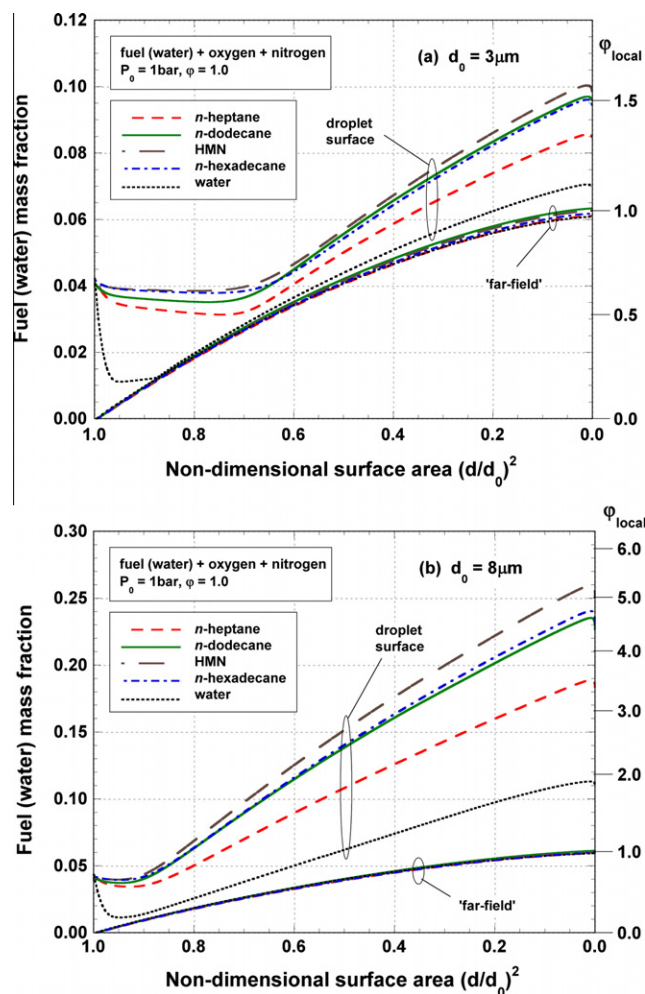 0.12
0.10
0.08
0.06
0.04
0.02
0.00
Fuel (water) mass fraction
fuel (water) + oxygen + nitrogen
P₀ = 1bar, φ = 1.0
(a) d₀ = 3μm
φlocal
n-heptane
n-dodecane
HMN
n-hexadecane
water
droplet
surface
'far-field'
1.5
1.0
0.5
0.0
1.0 0.8 0.6 0.4 0.2 0.0
Non-dimensional surface area (d/d₀)²
0.30
0.25
0.20
0.15
0.10
0.05
0.00
Fuel (water) mass fraction
fuel (water) + oxygen + nitrogen
P₀ = 1bar, φ = 1.0
(b) d₀ = 8μm
φlocal
n-heptane
n-dodecane
HMN
n-hexadecane
water
droplet
surface
'far-field'
6.0
5.0
4.0
3.0
2.0
1.0
0.0
1.0 0.8 0.6 0.4 0.2 0.0
Non-dimensional surface area (d/d₀)²